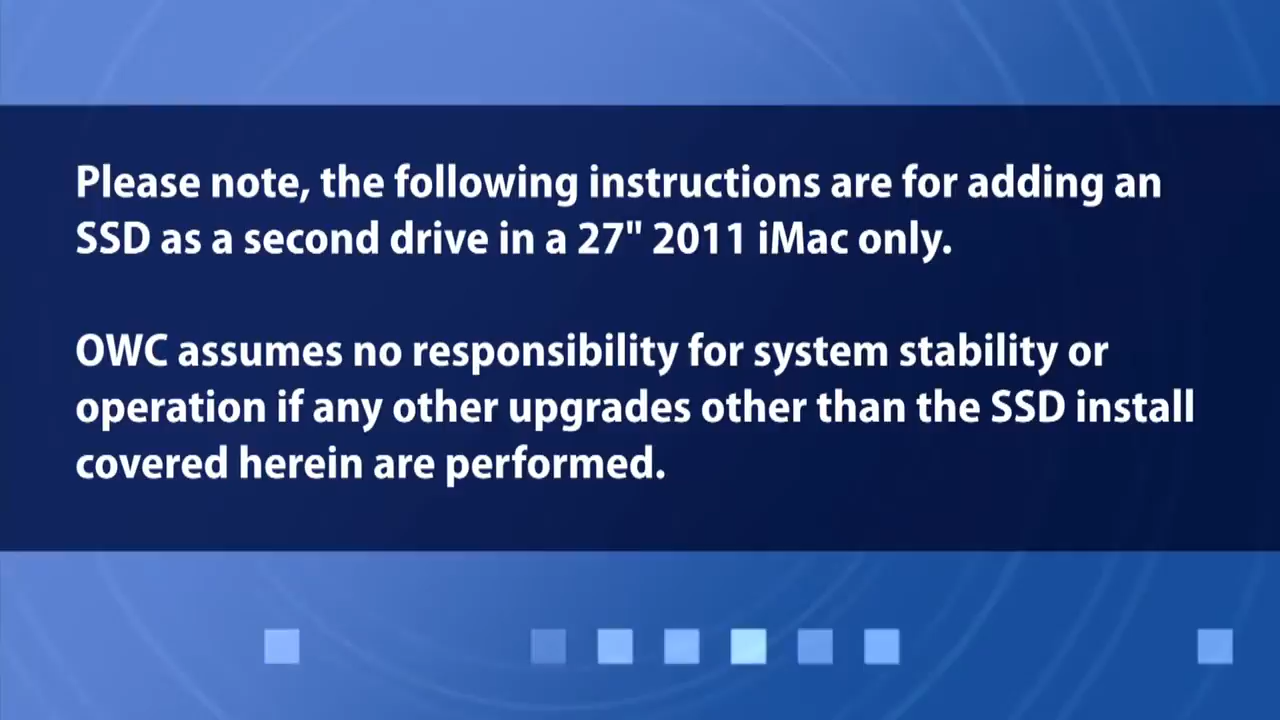 Please note, the following instructions are for adding an
SSD as a second drive in a 27" 2011 iMac only.
OWC assumes no responsibility for system stability or
operation if any other upgrades other than the SSD install
covered herein are performed.